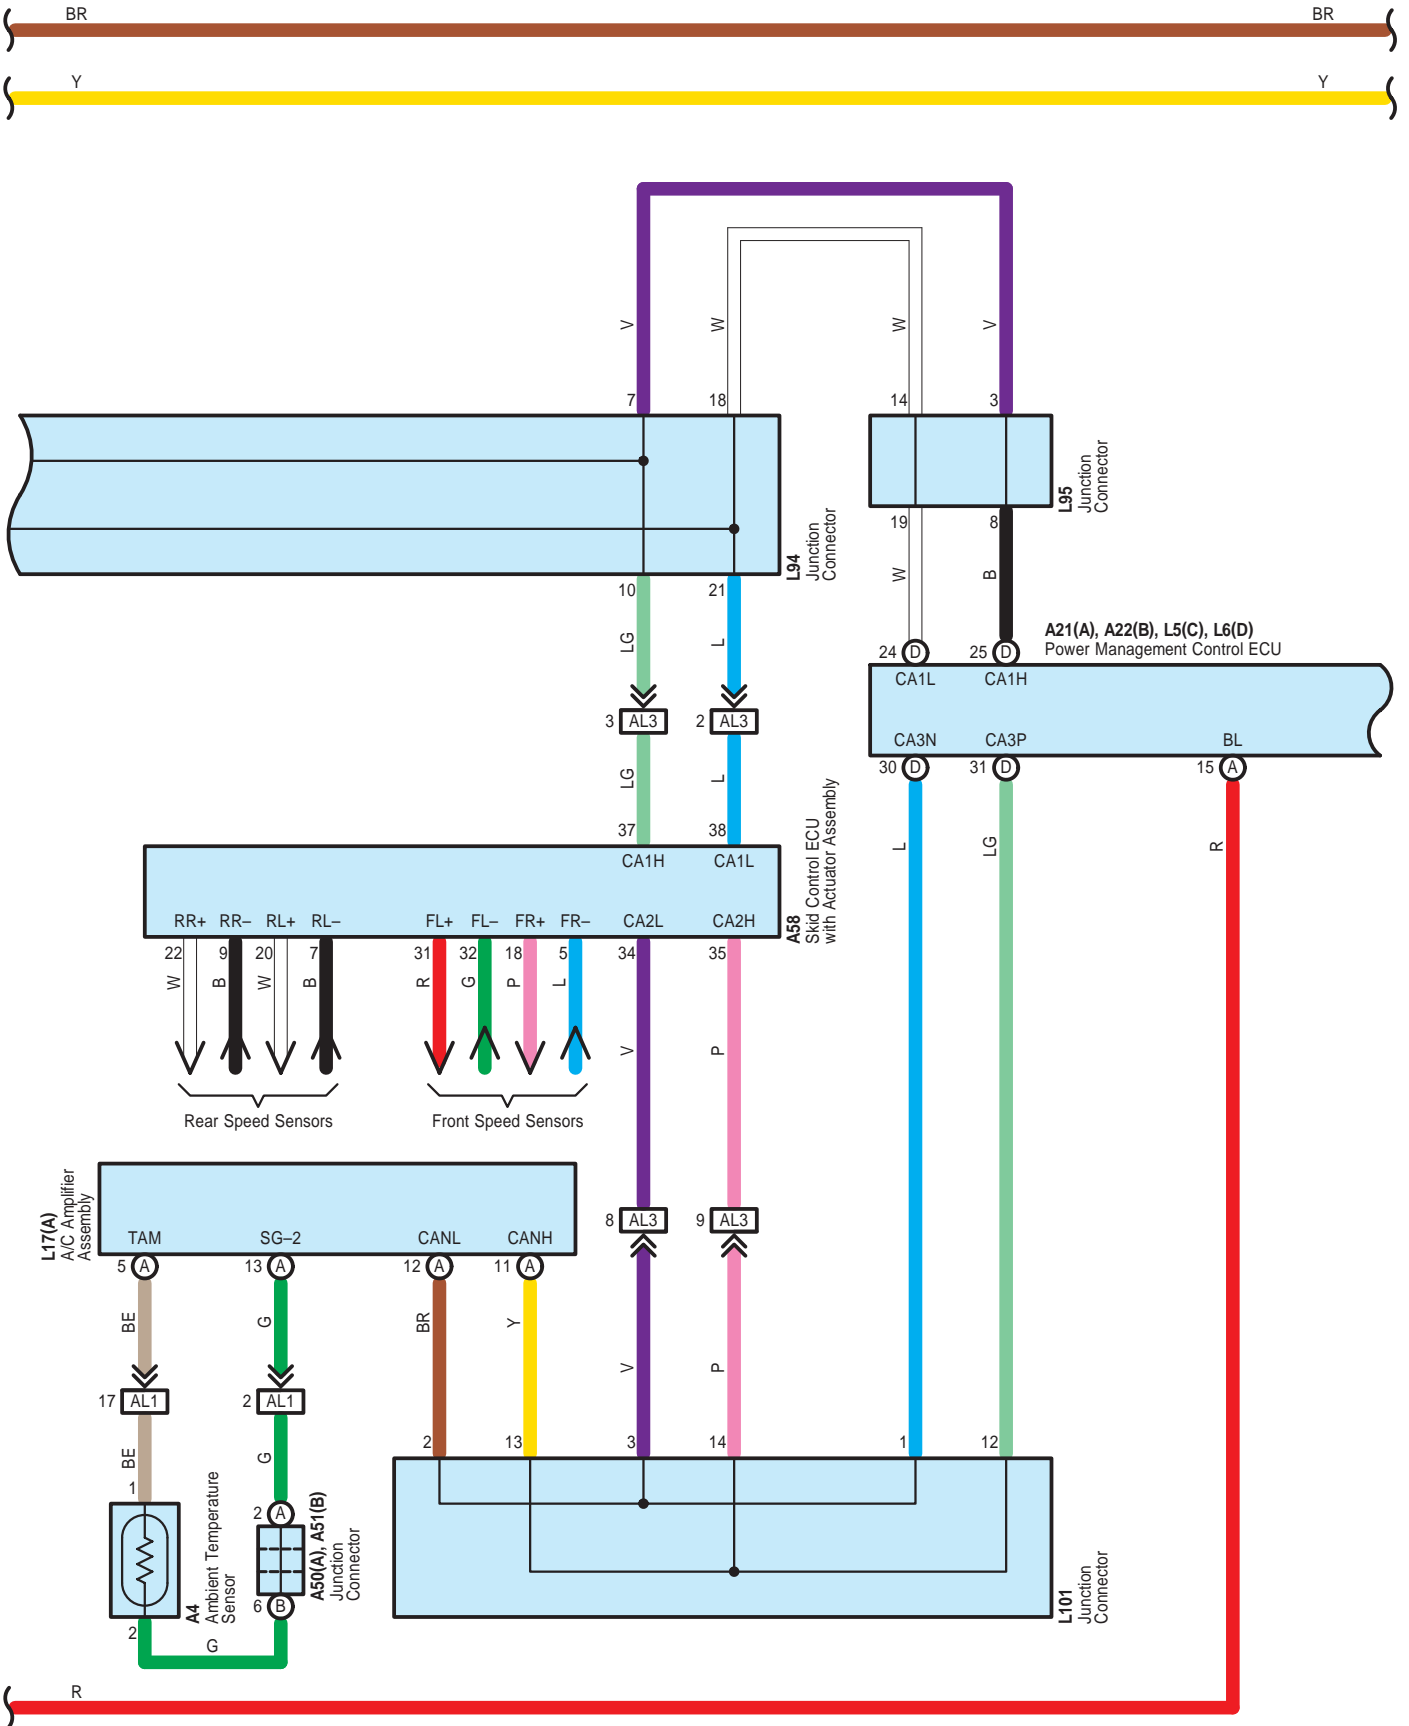 BR BR
Y Y
V W W V
7 18 14 3
L95
Junction
Connector
L94
Junction
Connector
19 8
W B
10 21
LG L
A21(A), A22(B), L5(C), L6(D)
Power Management Control ECU
24 D 25 D
CA1L CA1H
3 AL3 2 AL3
CA3N CA3P BL
30 D 31 D 15 A
LG L
L LG R
37 38
CA1H CA1L
A58
Skid Control ECU
with Actuator Assembly
RR+ RR– RL+ RL– FL+ FL– FR+ FR– CA2L CA2H
22 9 20 7 31 32 18 5 34 35
W B W B R G P L
V P
Rear Speed Sensors Front Speed Sensors
L17(A)
A/C Amplifier
Assembly
8 AL3 9 AL3
TAM SG–2 CANL CANH
5 A 13 A 12 A 11 A
BE G BR Y
V P
17 AL1 2 AL1
BE G
2 13 3 14 1 12
1
2 A
A4
Ambient Temperature
Sensor
A50(A), A51(B)
Junction
Connector
L101
Junction
Connector
6 B
2
G
R